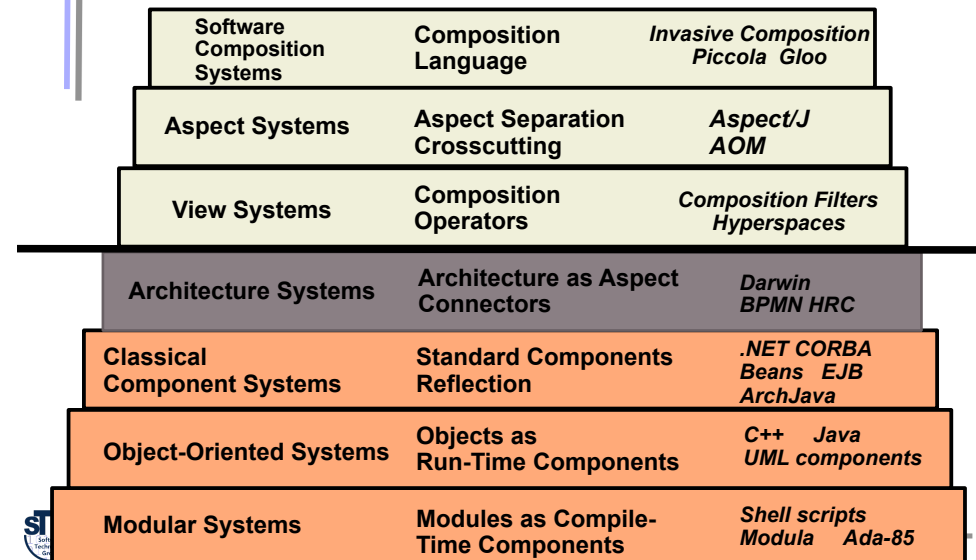 Software
Composition
Systems
Composition
Language
Invasive Composition
Piccola Gloo
Aspect Systems
Aspect Separation
Crosscutting
Aspect/J
AOM
View Systems
Composition
Operators
Composition Filters
Hyperspaces
Architecture Systems
Architecture as Aspect
Connectors
Darwin
BPMN HRC
Classical
Component Systems
Standard Components
Reflection
.NET CORBA
Beans EJB
ArchJava
Object-Oriented Systems
Objects as
Run-Time Components
C++ Java
UML components
Modular Systems
Modules as Compile-
Time Components
Shell scripts
Modula Ada-85